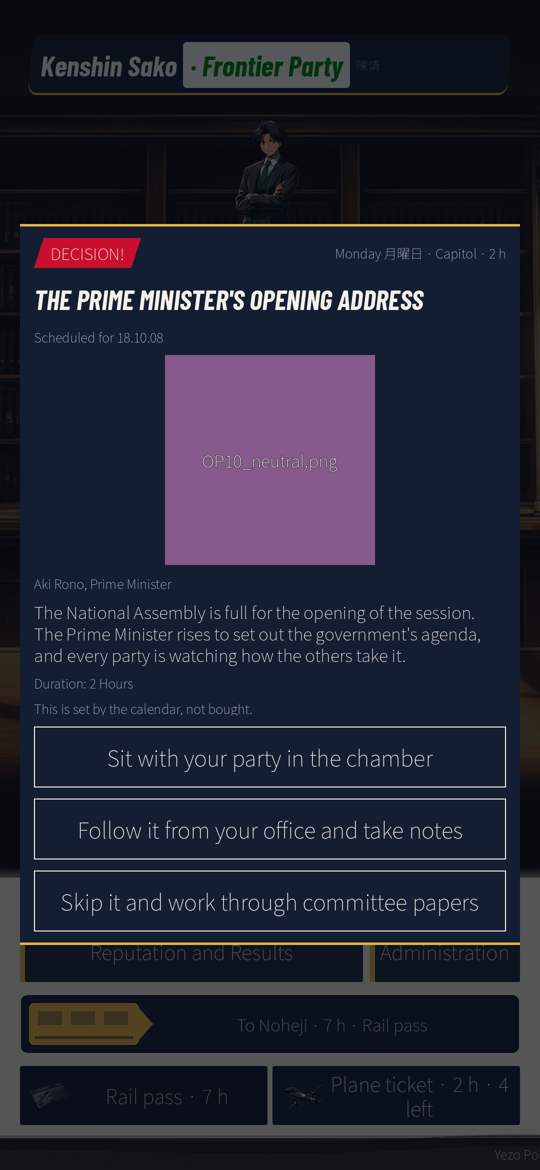 Kenshin Sako · Frontier Party 陳情
DECISION!
Monday 月曜日 · Capitol · 2 h
THE PRIME MINISTER'S OPENING ADDRESS
Scheduled for 18.10.08
OP10_neutral.png
Aki Rono, Prime Minister
The National Assembly is full for the opening of the session.
The Prime Minister rises to set out the government's agenda,
and every party is watching how the others take it.
Duration: 2 Hours
This is set by the calendar, not bought.
Sit with your party in the chamber
Follow it from your office and take notes
Skip it and work through committee papers
Reputation and Results
Administration
To Noheji · 7 h · Rail pass
Rail pass · 7 h
Plane ticket · 2 h · 4
left
Yezo Po